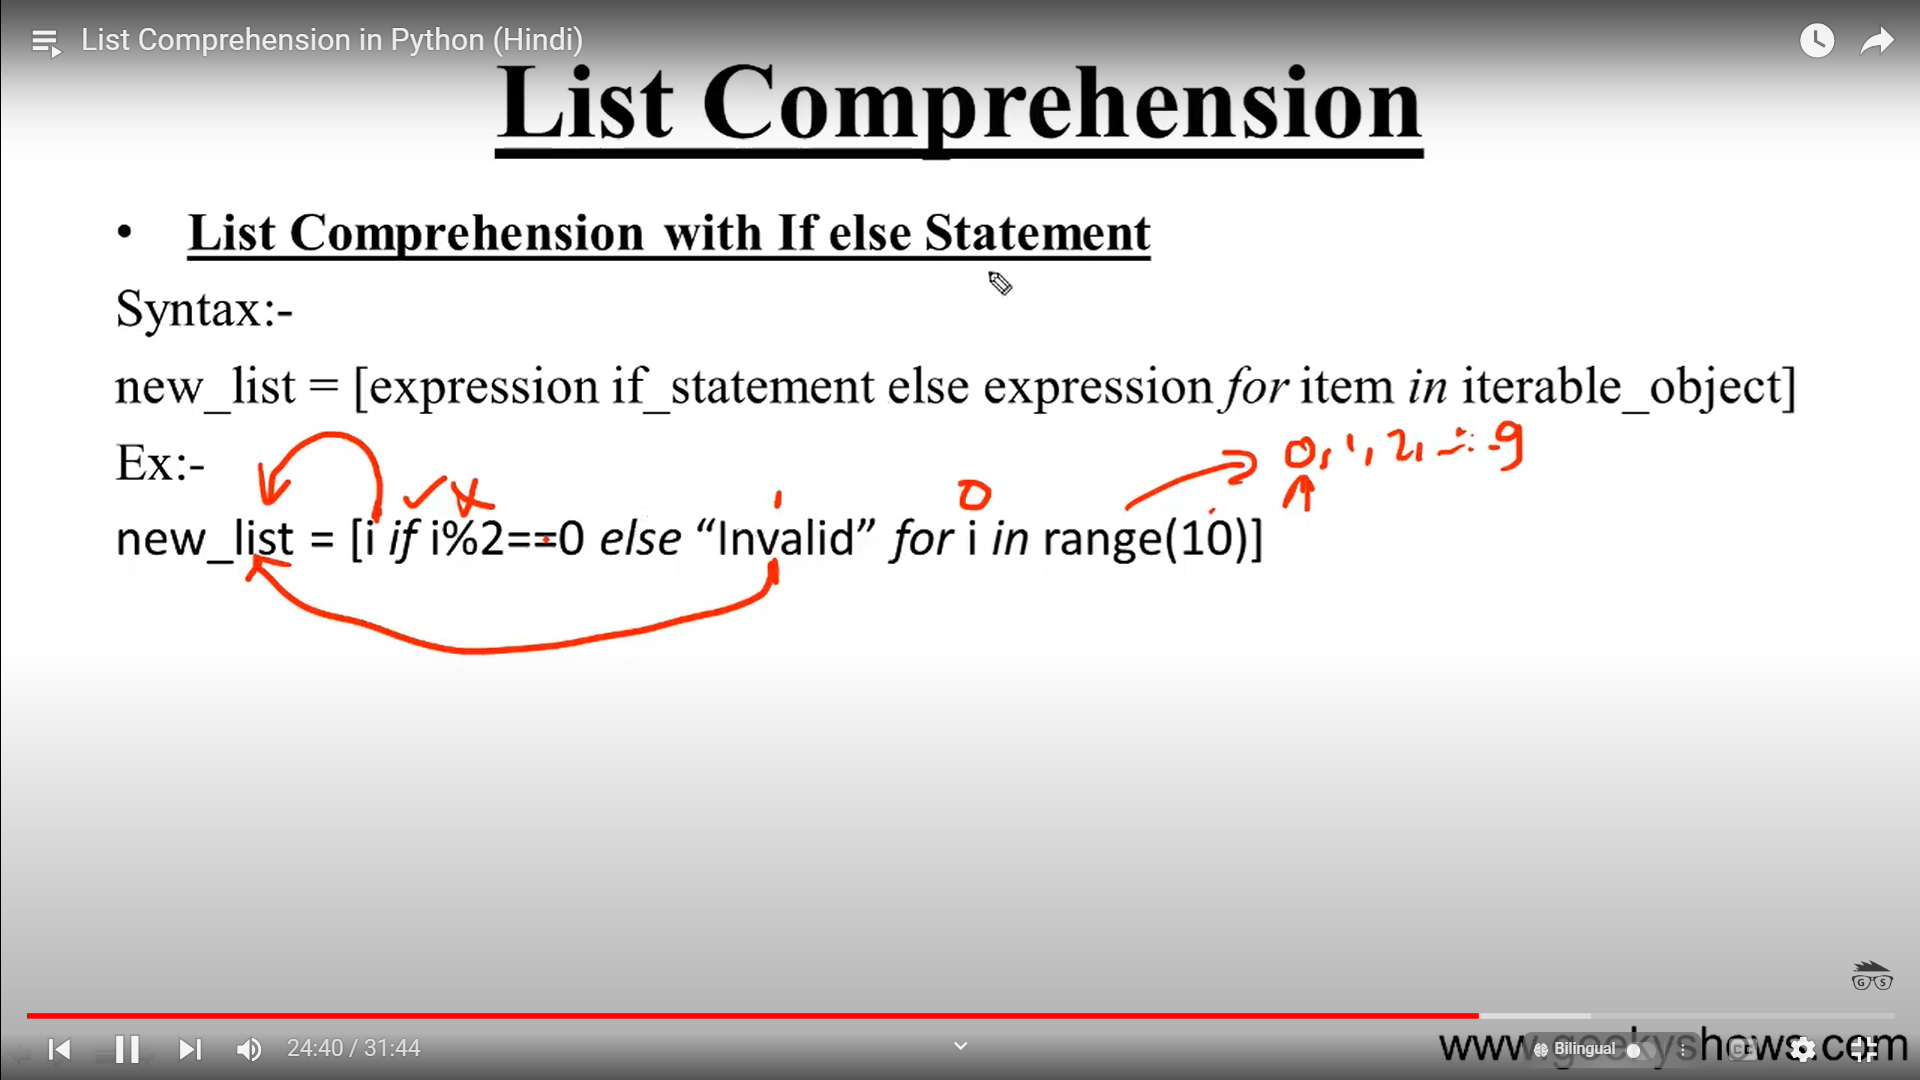 List Comprehension in Python (Hindi)
List Comprehension
• List Comprehension with If else Statement
Syntax:-
new_list = [expression if_statement else expression for item in iterable_object]
0, 1, 2, -- -9
Ex:-
0
new_list = [i if i%2==0 else “Invalid” for i in range(10)]
G S
24:40 / 31:44
Bilingual
www.geekyshows.com